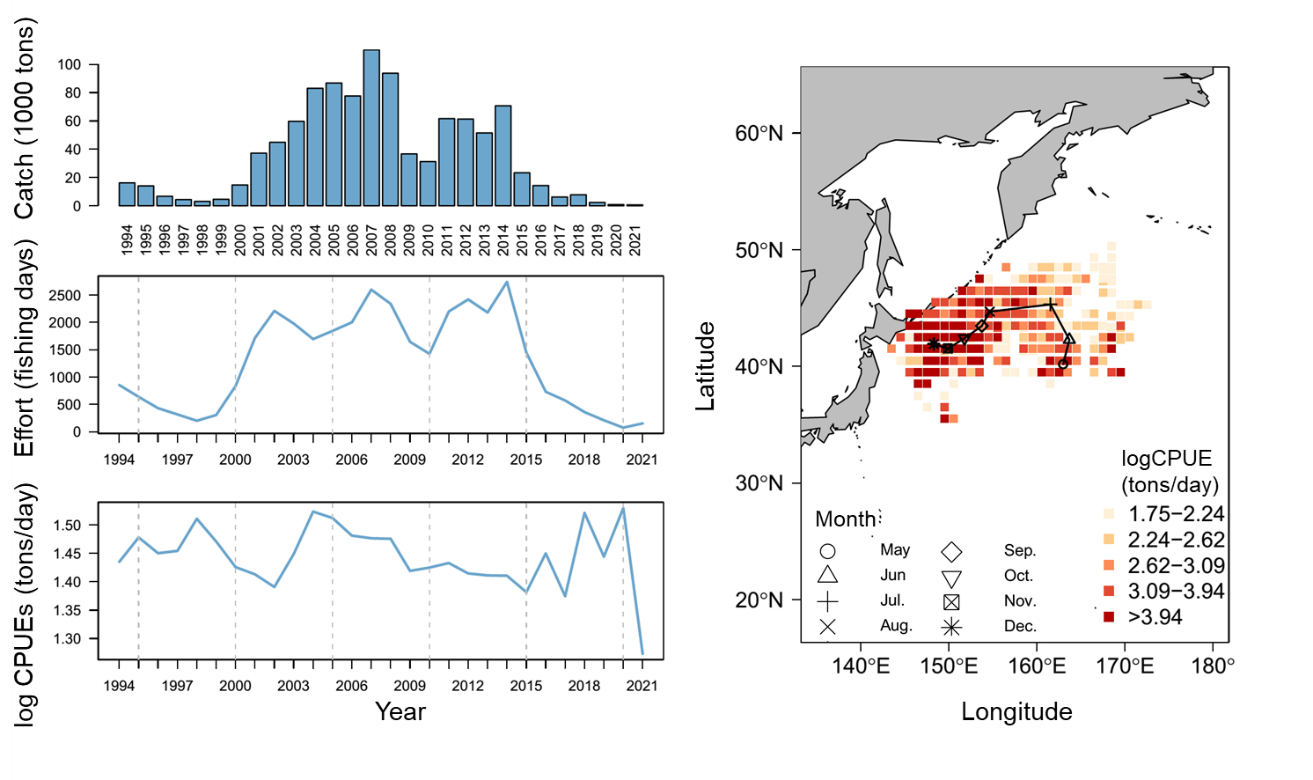 Catch (1000 tons)
100
80
60
40
20
0
1994 1995 1996 1997 1998 1999 2000 2001 2002 2003 2004 2005 2006 2007 2008 2009 2010 2011 2012 2013 2014 2015 2016 2017 2018 2019 2020 2021
Effort (fishing days)
2500
2000
1500
1000
500
0
1994 1997 2000 2003 2006 2009 2012 2015 2018 2021
log CPUEs (tons/day)
1.50
1.45
1.40
1.35
1.30
1994 1997 2000 2003 2006 2009 2012 2015 2018 2021
Year
Latitude
60°N
50°N
40°N
30°N
20°N
logCPUE
(tons/day)
1.75−2.24
2.24−2.62
2.62−3.09
3.09−3.94
>3.94
Month
May Sep.
Jun Oct.
Jul. Nov.
Aug. Dec.
140°E 150°E 160°E 170°E 180°
Longitude